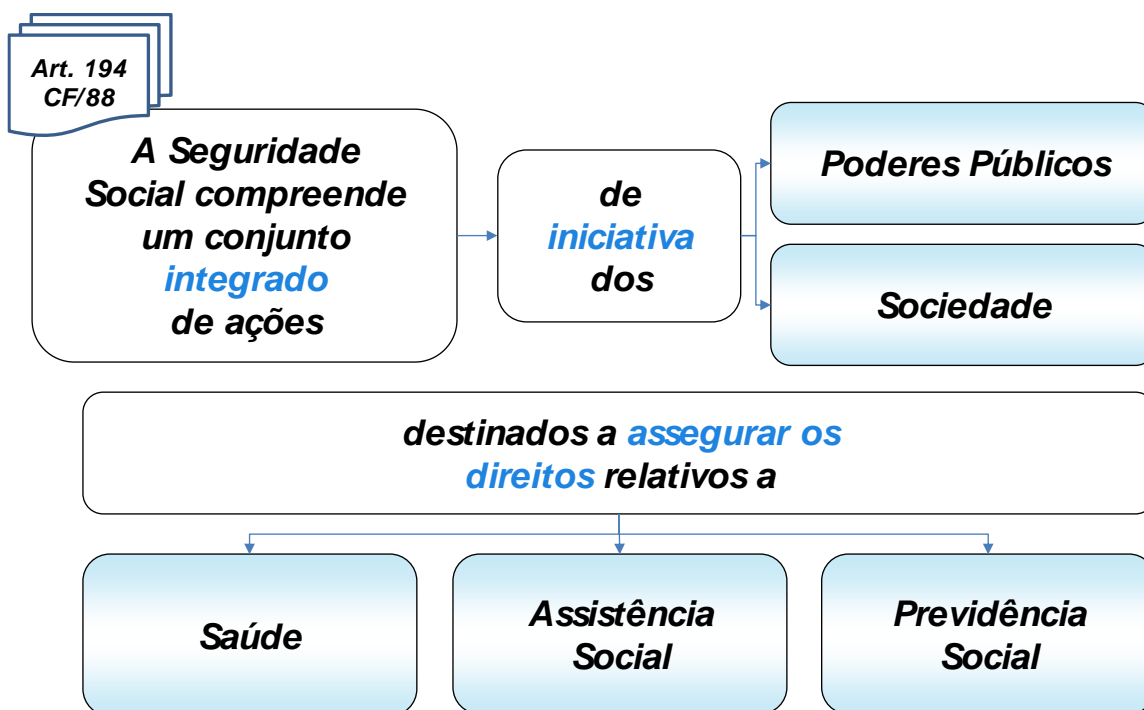 Art. 194
CF/88
A Seguridade
Social compreende
um conjunto
integrado
de ações
de
iniciativa
dos
Poderes Públicos
Sociedade
destinados a assegurar os
direitos relativos a
Saúde
Assistência
Social
Previdência
Social